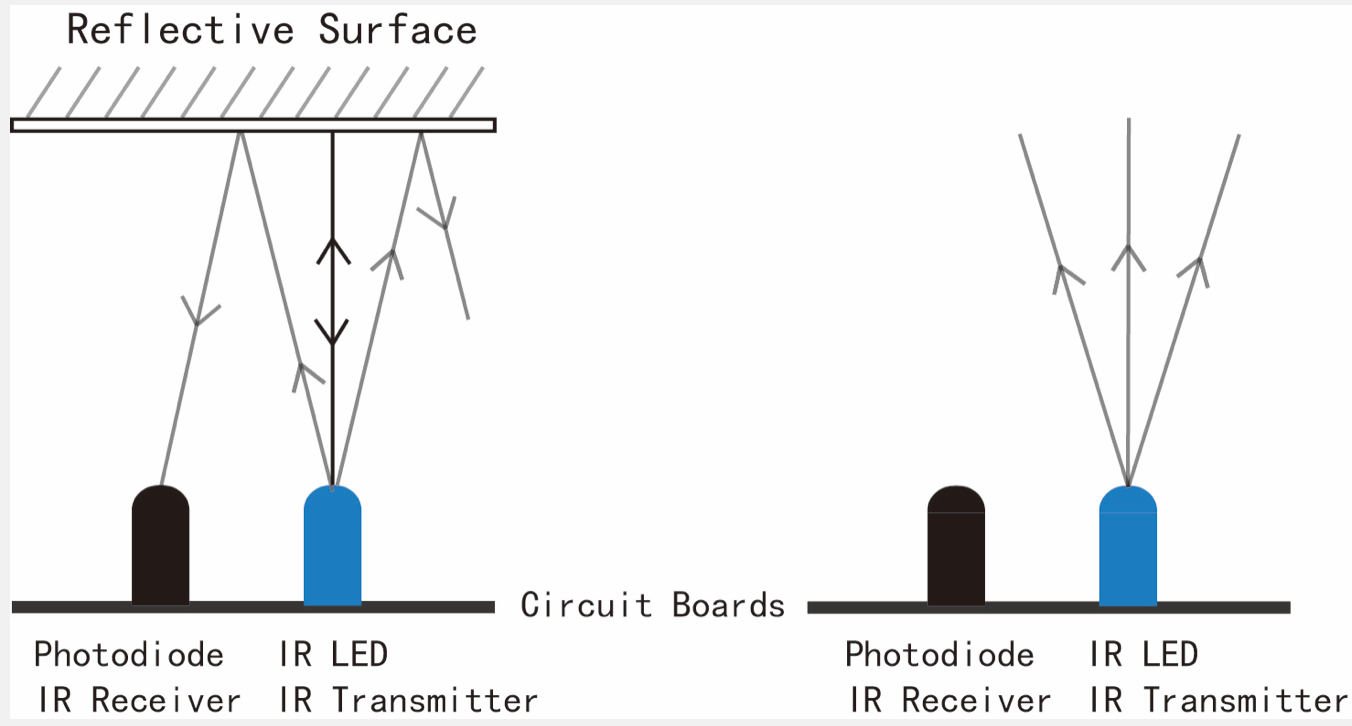 Reflective Surface
Circuit Boards
Photodiode IR LED
IR Receiver IR Transmitter
Photodiode IR LED
IR Receiver IR Transmitter